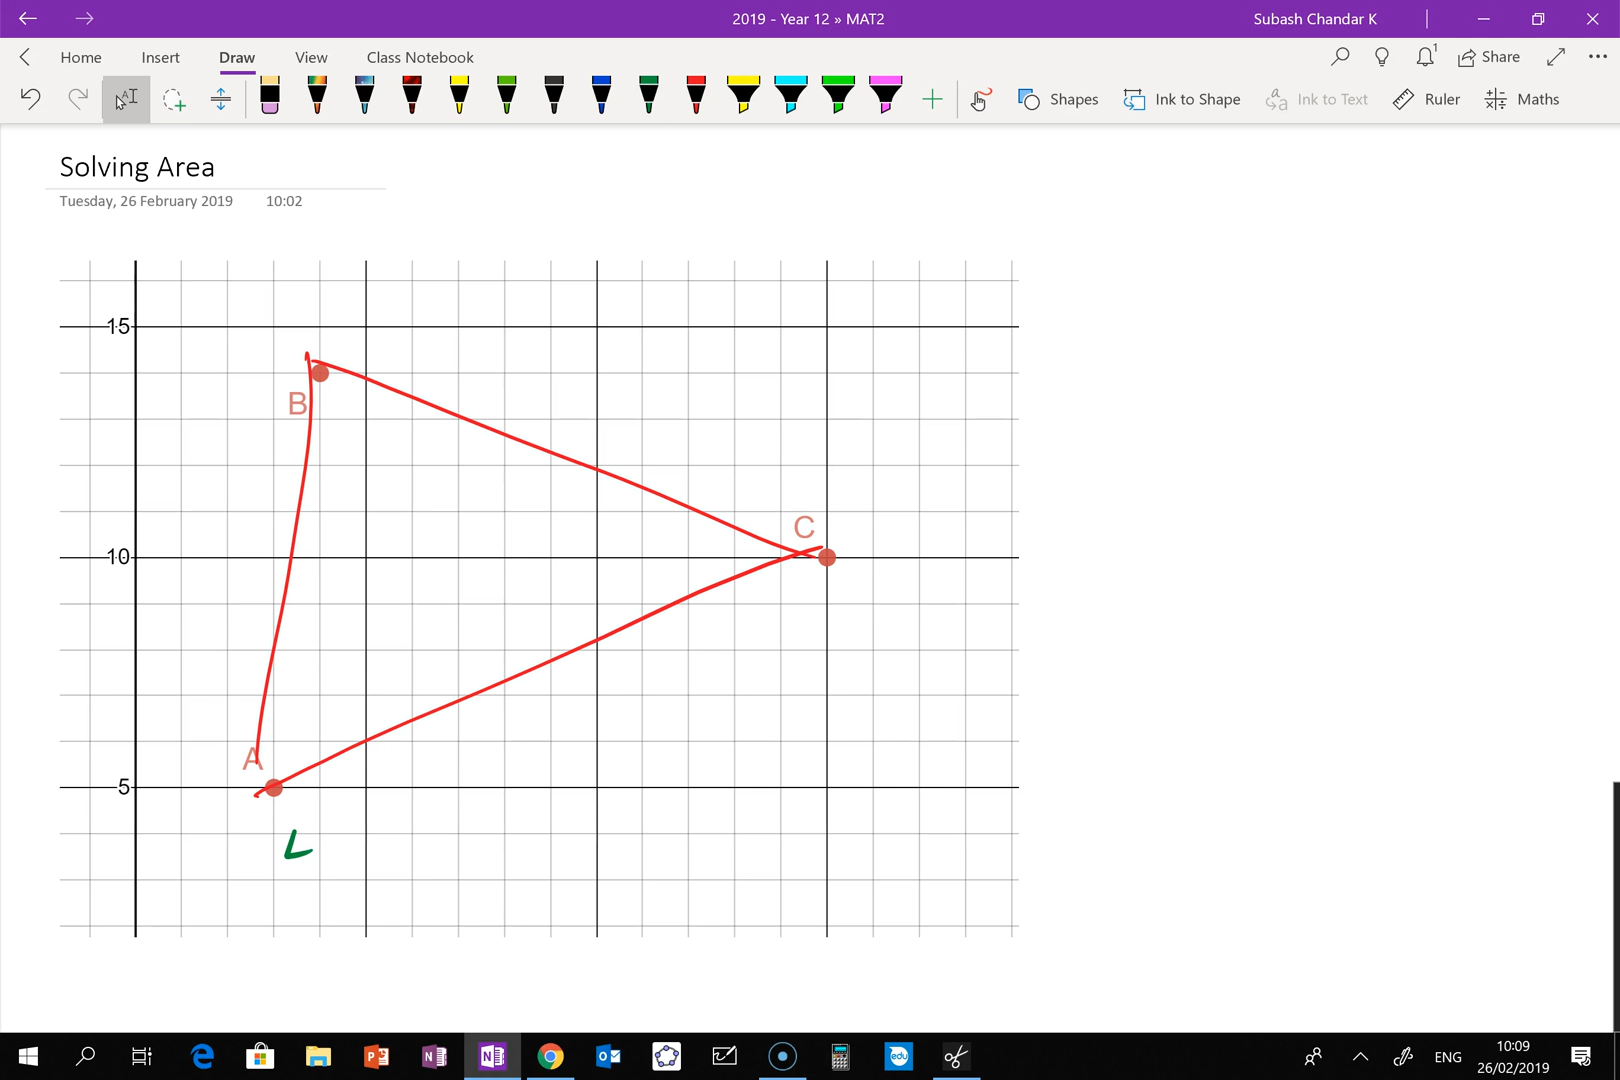 2019 - Year 12 » MAT2
Subash Chandar K
Home Insert Draw View Class Notebook
1
Share
Shapes Ink to Shape Ink to Text Ruler Maths
Solving Area
Tuesday, 26 February 2019 10:02
15
B
C
10
A
5
L
ENG
10:09
26/02/2019
edu